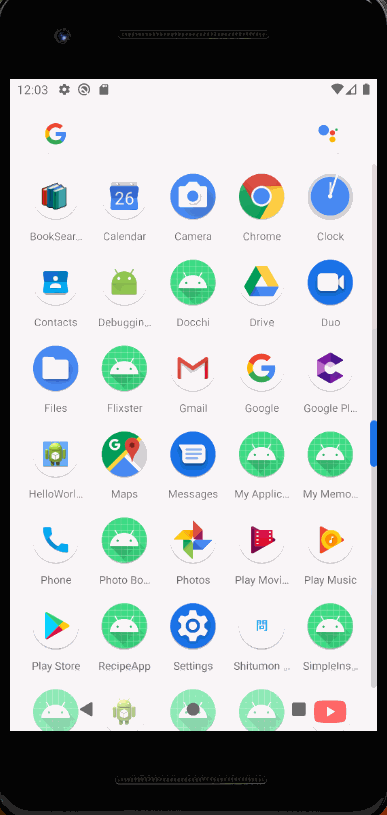 12:03
BookSear... Calendar Camera Chrome Clock
26
Contacts Debuggin... Docchi Drive Duo
Files Flixster Gmail Google Google Pl...
HelloWorl... Maps Messages My Applic... My Memo...
Phone Photo Bo... Photos Play Movi... Play Music
問
Play Store RecipeApp Settings Shitumon ... SimpleIns...